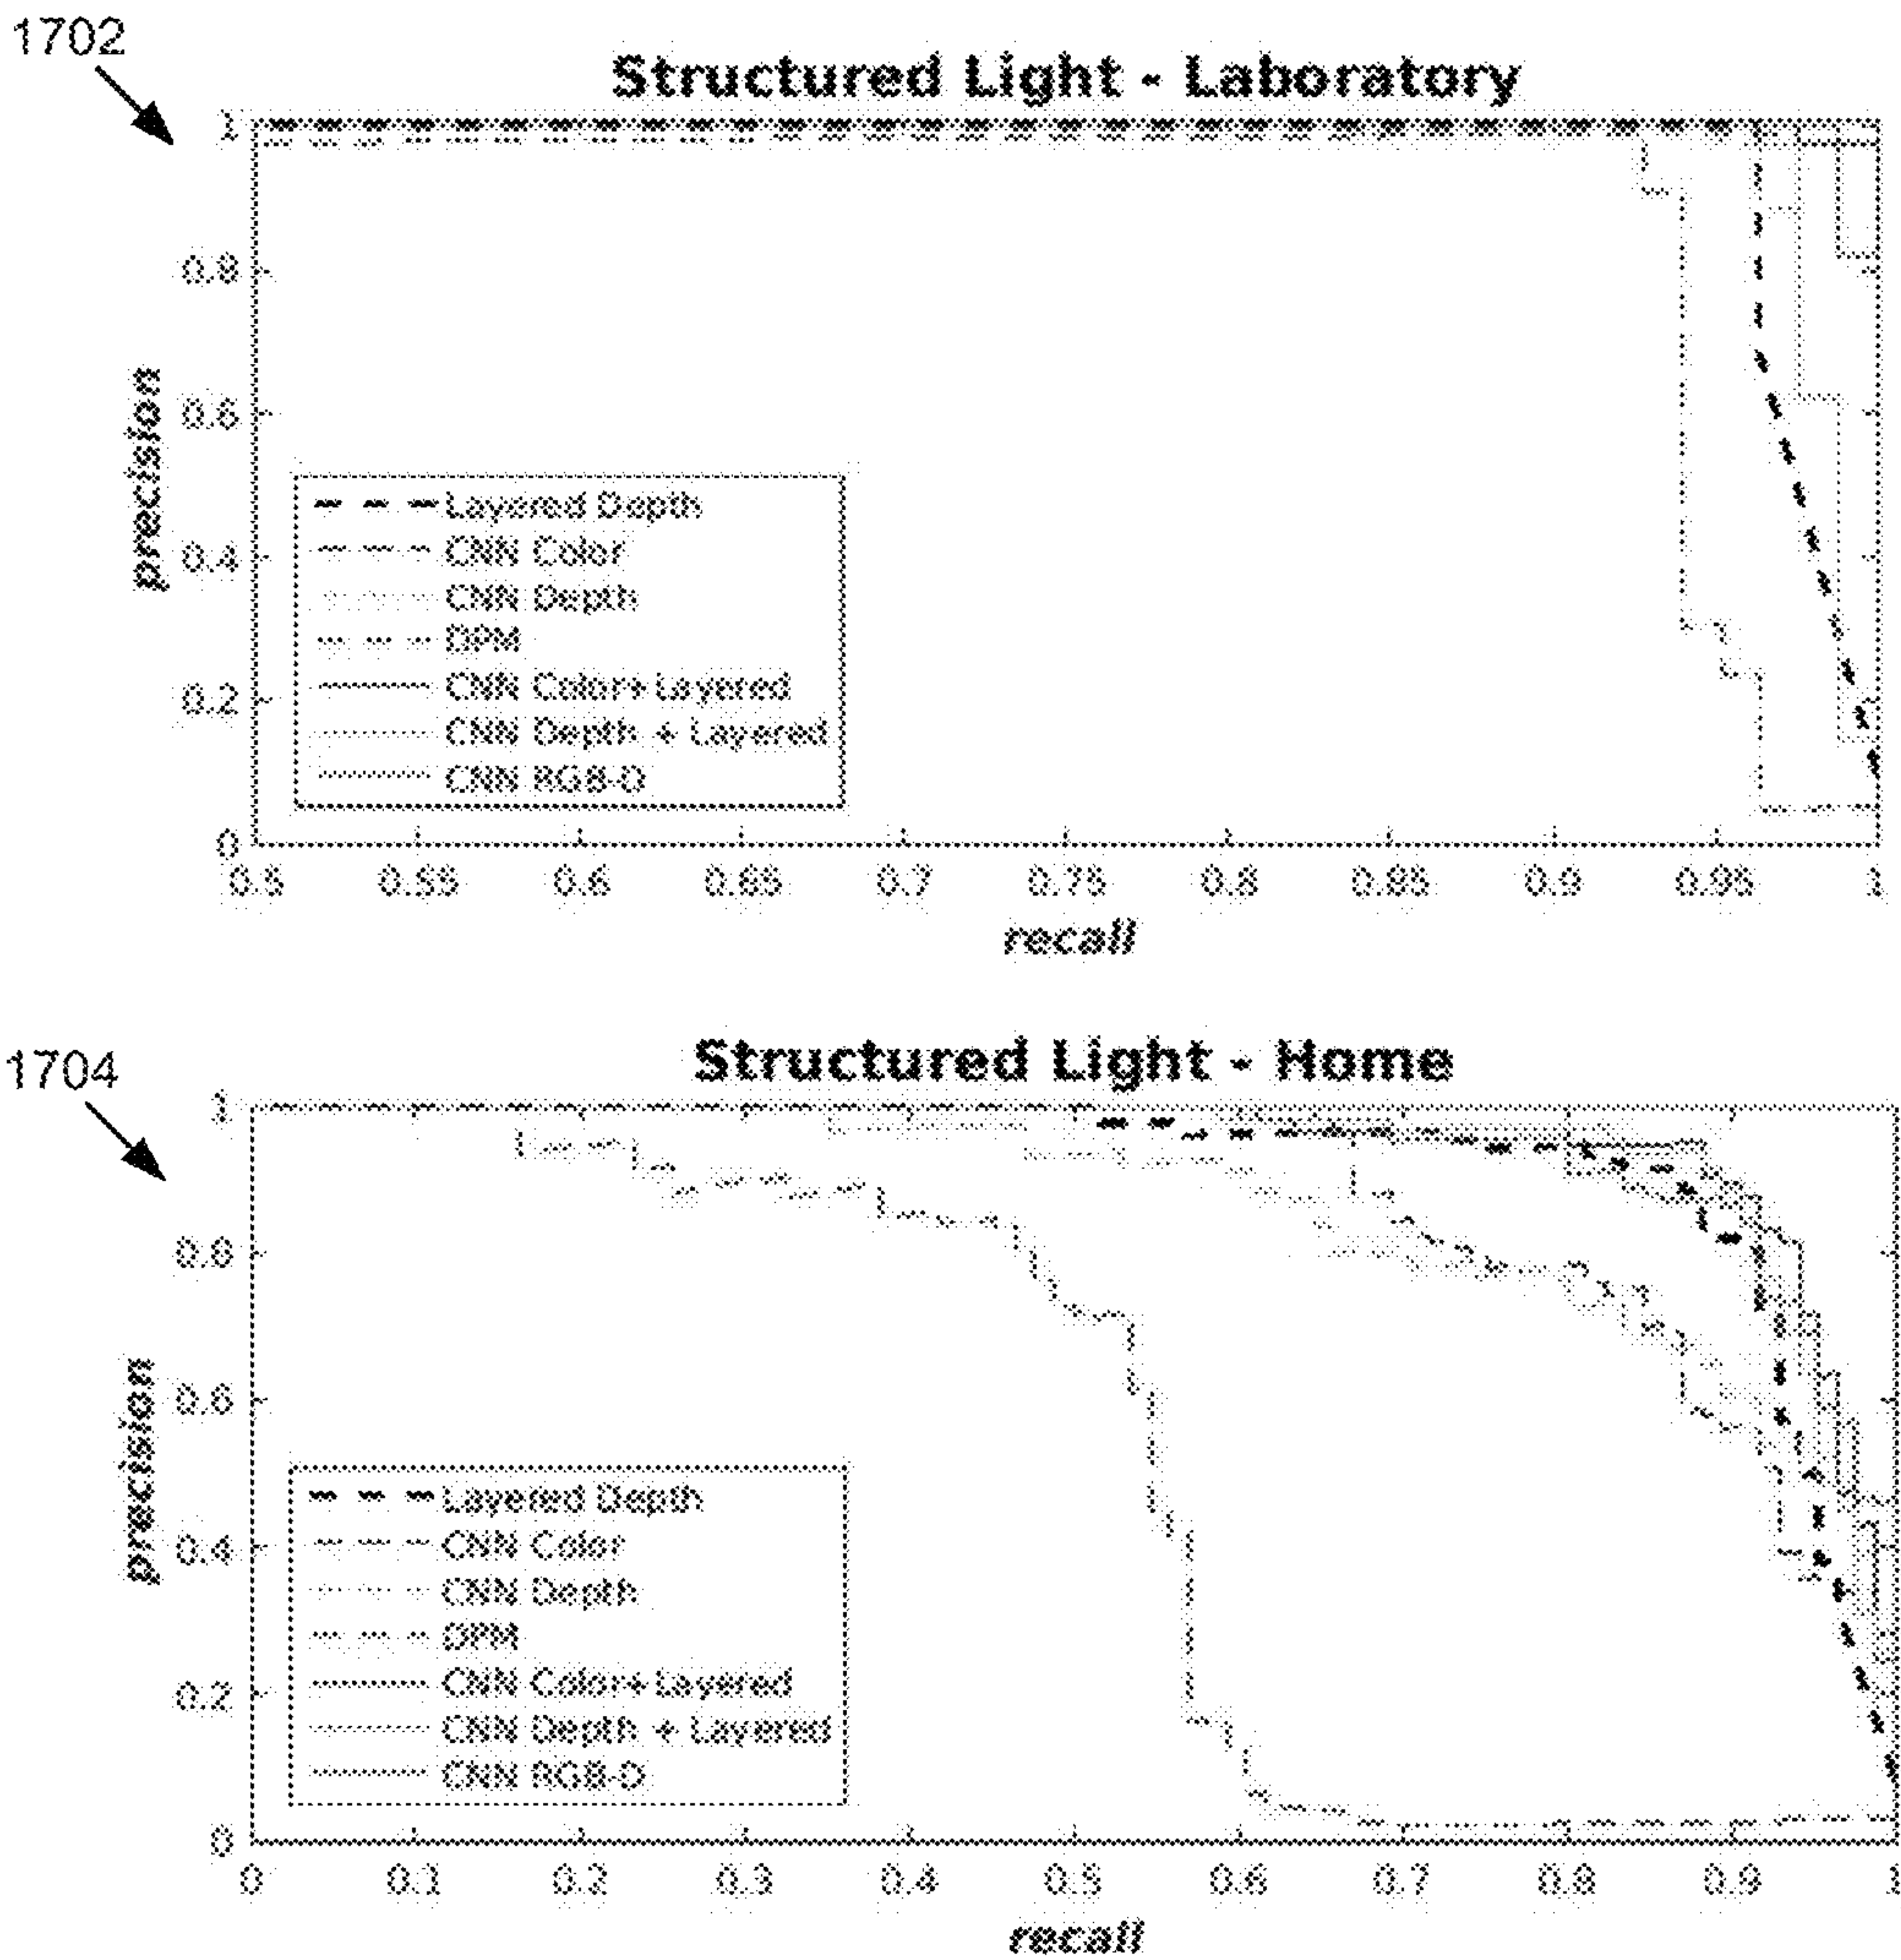 1702
Structured Light - Laboratory
1
0.8
0.6
0.4
0.2
0
precision
Layered Depth
CNN Color
CNN Depth
DPM
CNN Color+Layered
CNN Depth + Layered
CNN RGB-D
0.5 0.55 0.6 0.65 0.7 0.75 0.8 0.85 0.9 0.95 1
recall
1704
Structured Light - Home
1
0.8
0.6
0.4
0.2
0
precision
Layered Depth
CNN Color
CNN Depth
DPM
CNN Color+Layered
CNN Depth + Layered
CNN RGB-D
0 0.1 0.2 0.3 0.4 0.5 0.6 0.7 0.8 0.9 1
recall